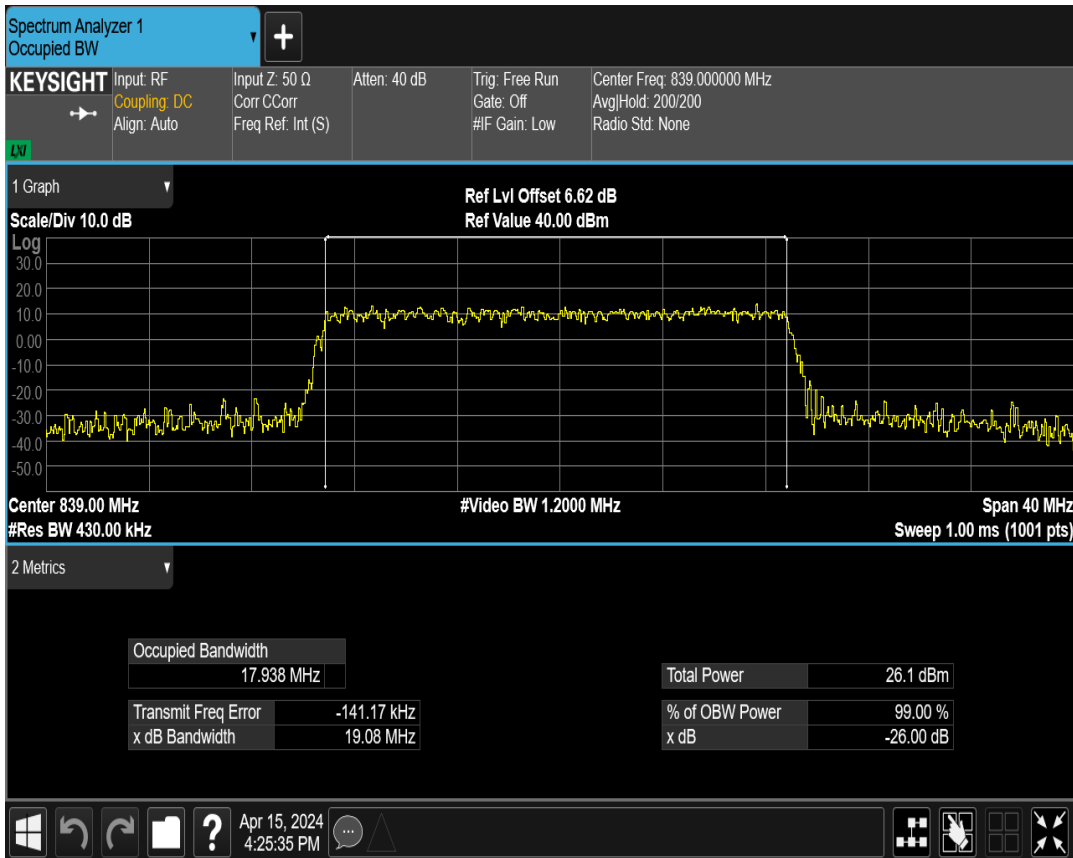 Spectrum Analyzer 1
Occupied BW
+
KEYSIGHT
Input: RF
Coupling: DC
Align: Auto
Input Z: 50 Ω
Corr CCorr
Freq Ref: Int (S)
Atten: 40 dB
Trig: Free Run
Gate: Off
#IF Gain: Low
Center Freq: 839.000000 MHz
Avg|Hold: 200/200
Radio Std: None
LXI
1 Graph
Scale/Div 10.0 dB
Ref Lvl Offset 6.62 dB
Ref Value 40.00 dBm
Log
30.0
20.0
10.0
0.00
-10.0
-20.0
-30.0
-40.0
-50.0
Center 839.00 MHz
#Video BW 1.2000 MHz
Span 40 MHz
#Res BW 430.00 kHz
Sweep 1.00 ms (1001 pts)
2 Metrics
Occupied Bandwidth
17.938 MHz
Total Power 26.1 dBm
Transmit Freq Error -141.17 kHz
% of OBW Power 99.00 %
x dB Bandwidth 19.08 MHz
x dB -26.00 dB
?
Apr 15, 2024
4:25:35 PM